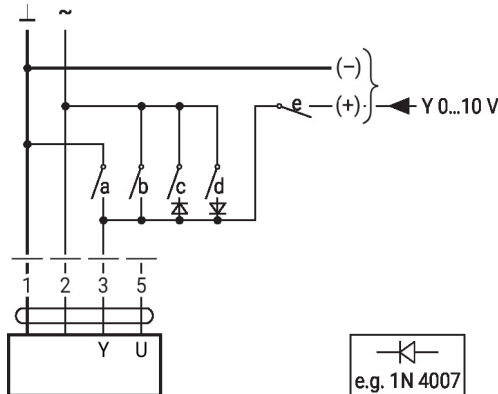 ⊥ ~
(–)
e (+) Y 0...10 V
a b c d
1 2 3 5
Y U
e.g. 1N 4007